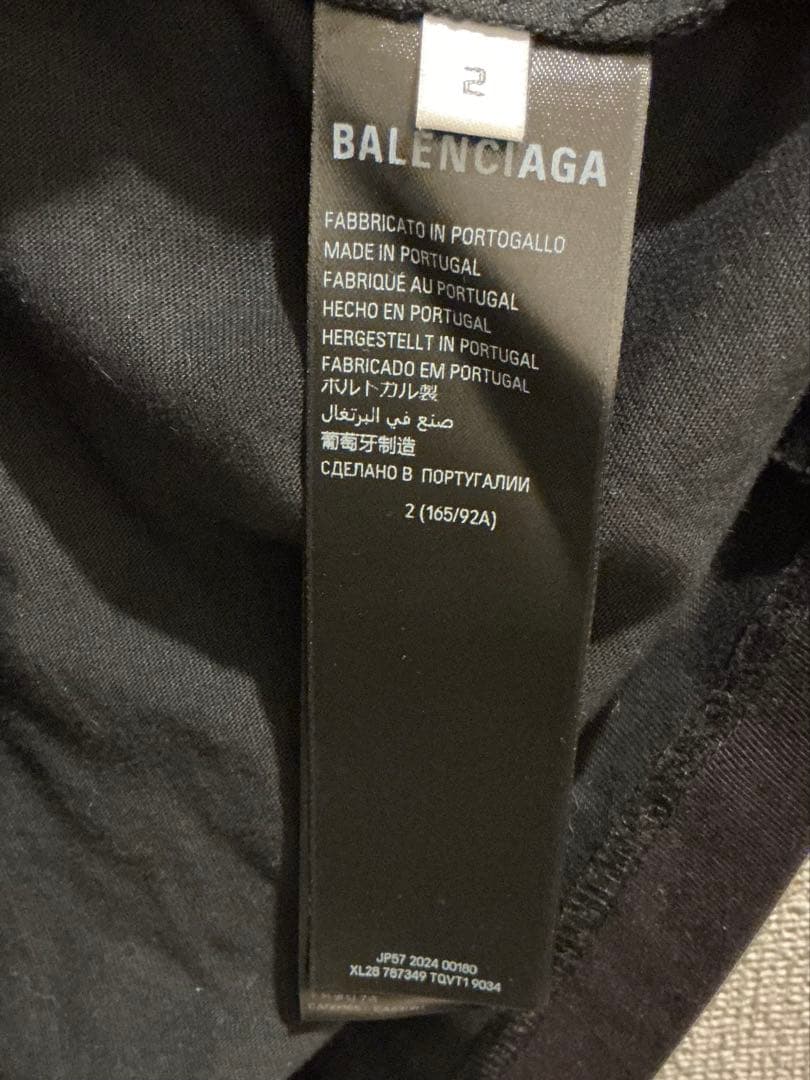 2
BALENCIAGA
FABBRICATO IN PORTOGALLO
MADE IN PORTUGAL
FABRIQUÉ AU PORTUGAL
HECHO EN PORTUGAL
HERGESTELLT IN PORTUGAL
FABRICADO EM PORTUGAL
ポルトガル製
صنع في البرتغال
葡萄牙制造
СДЕЛАНО В ПОРТУГАЛИИ
2 (165/92A)
JP57 2024 00180
XL28 767349 TQVT1 9034